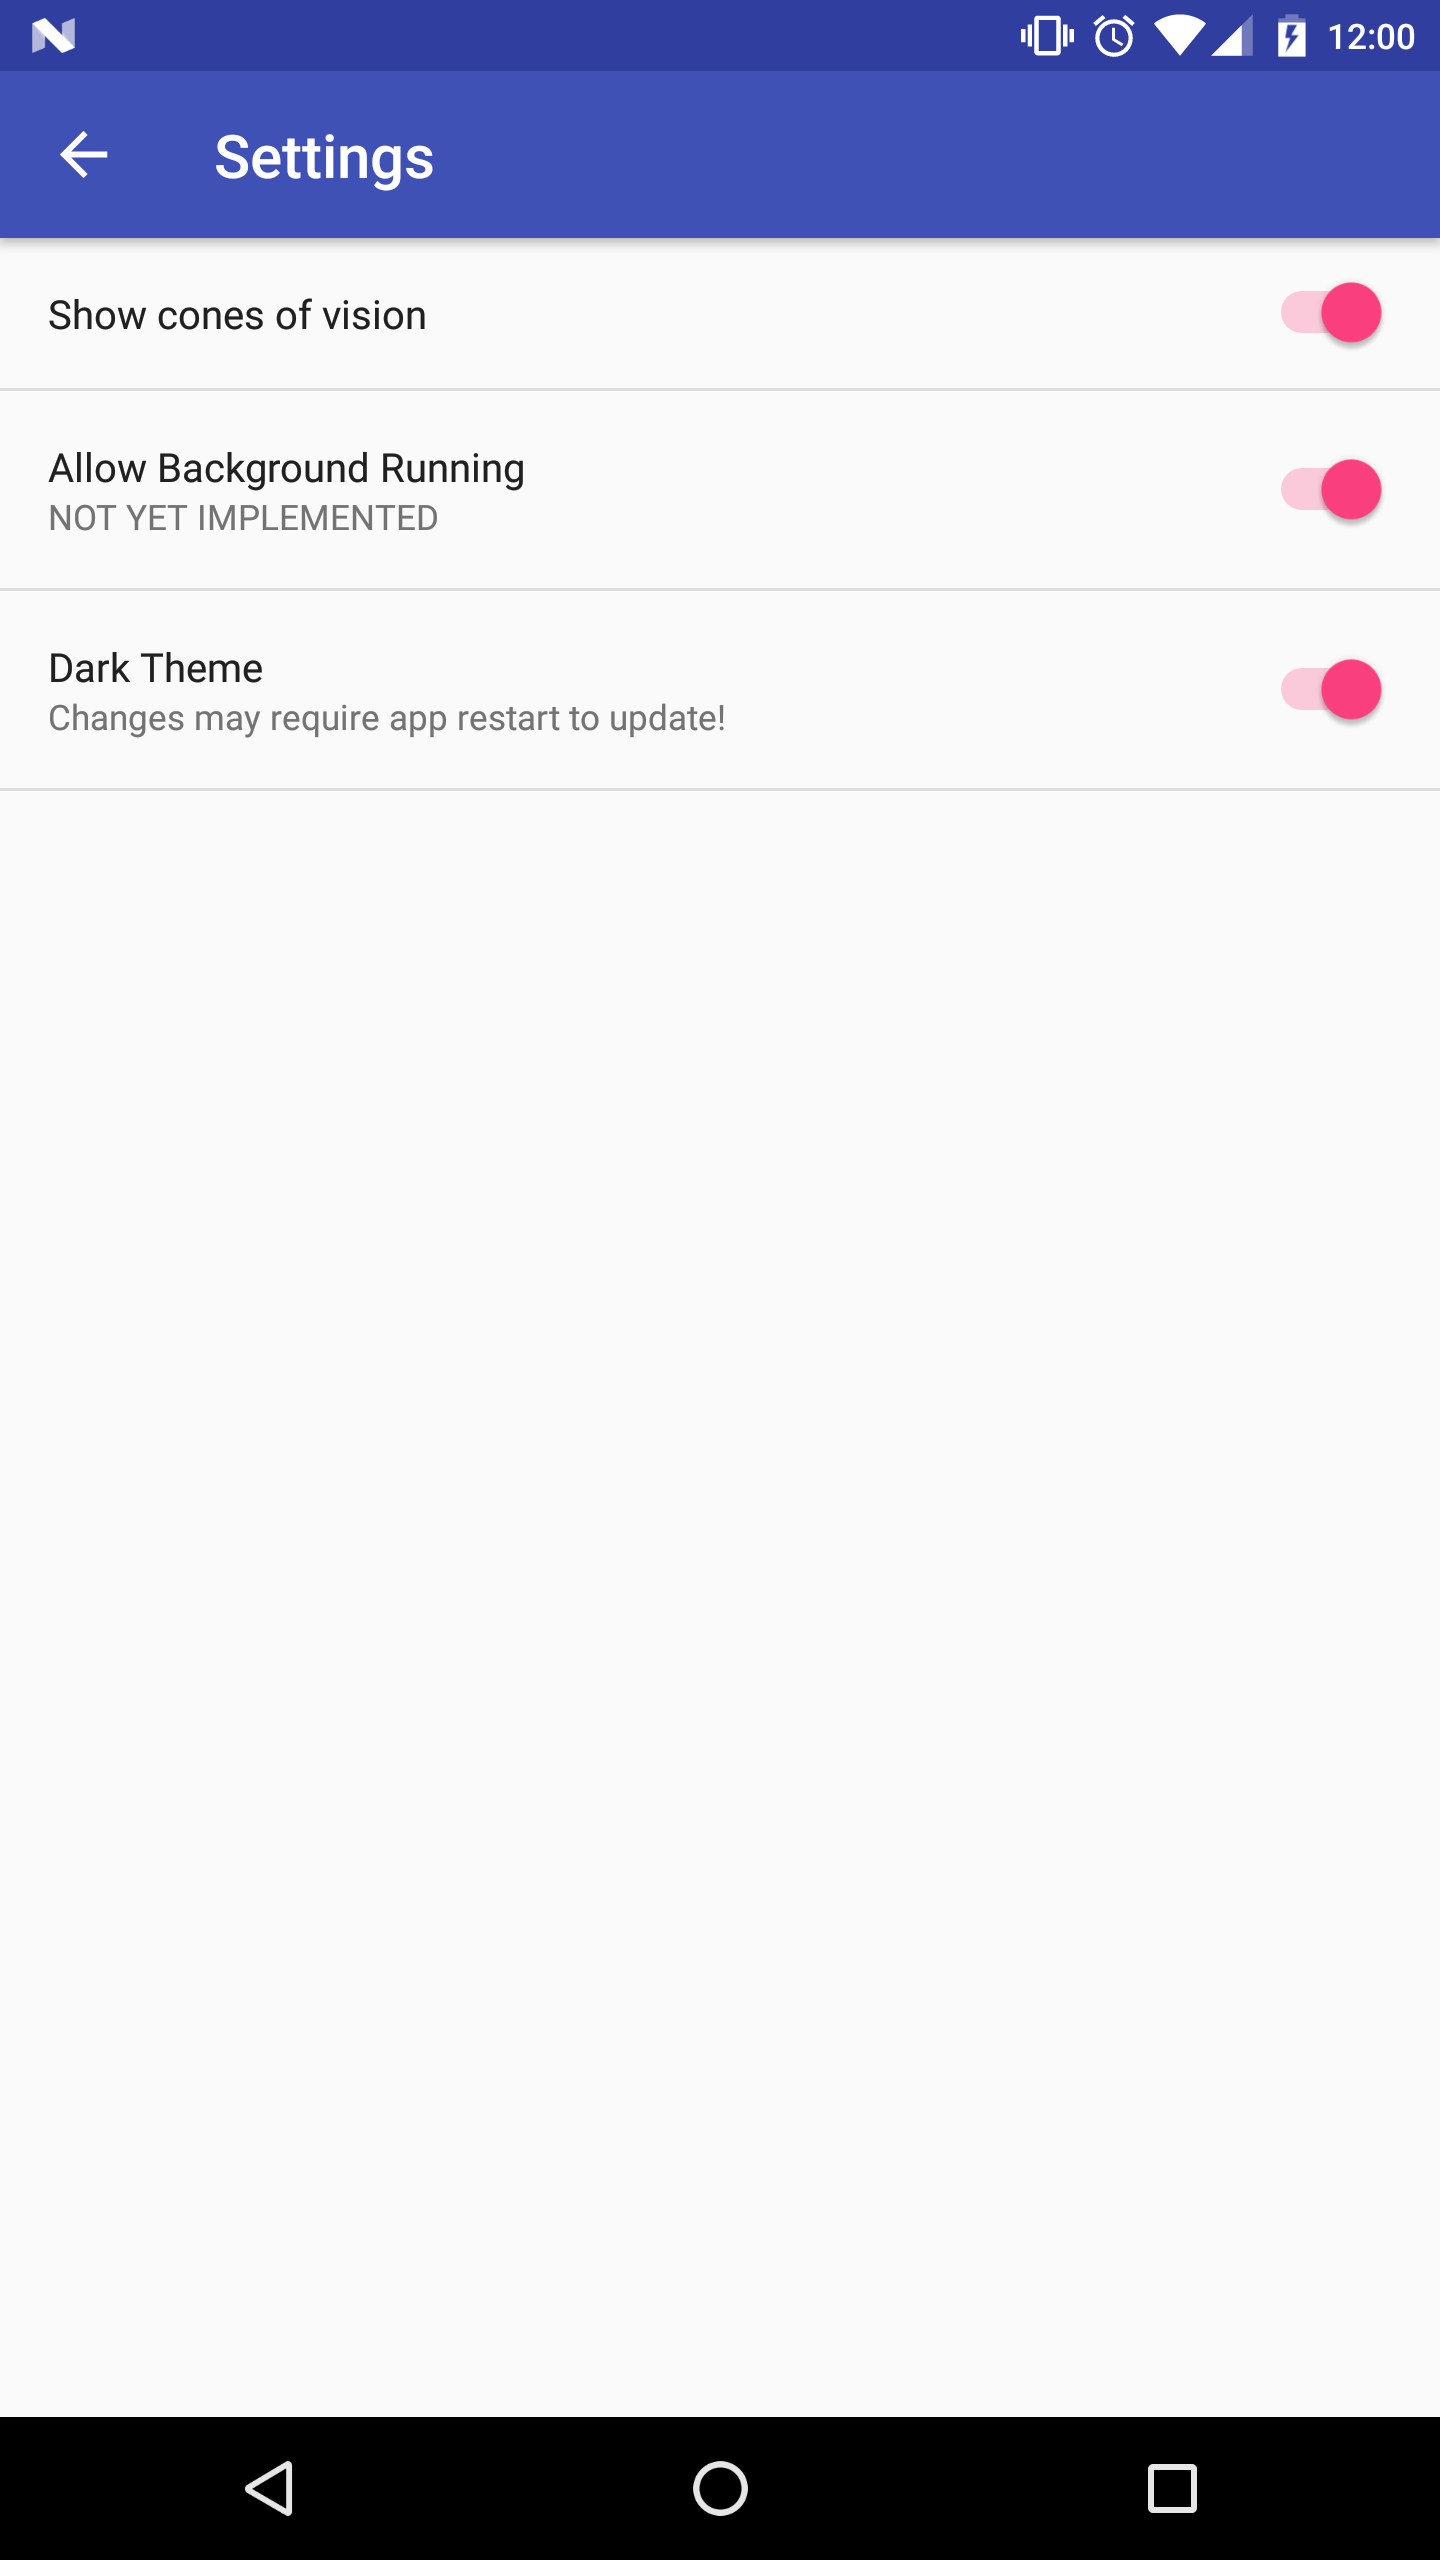 12:00
Settings
Show cones of vision
Allow Background Running
NOT YET IMPLEMENTED
Dark Theme
Changes may require app restart to update!